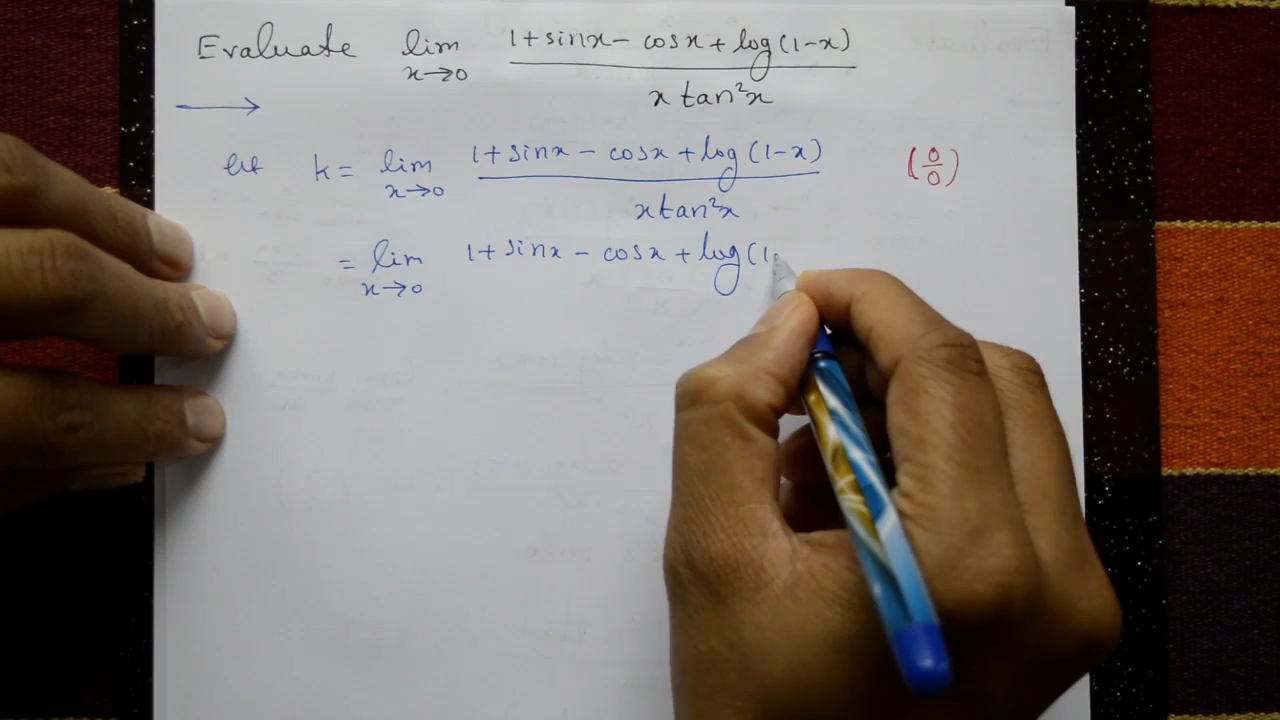 Evaluate lim x→0 1+sinx-cosx+log(1-x) / x tan²x
let k = lim x→0 1+sinx-cosx+log(1-x) / x tan²x (0/0)
= lim x→0 1+sinx-cosx+log(1